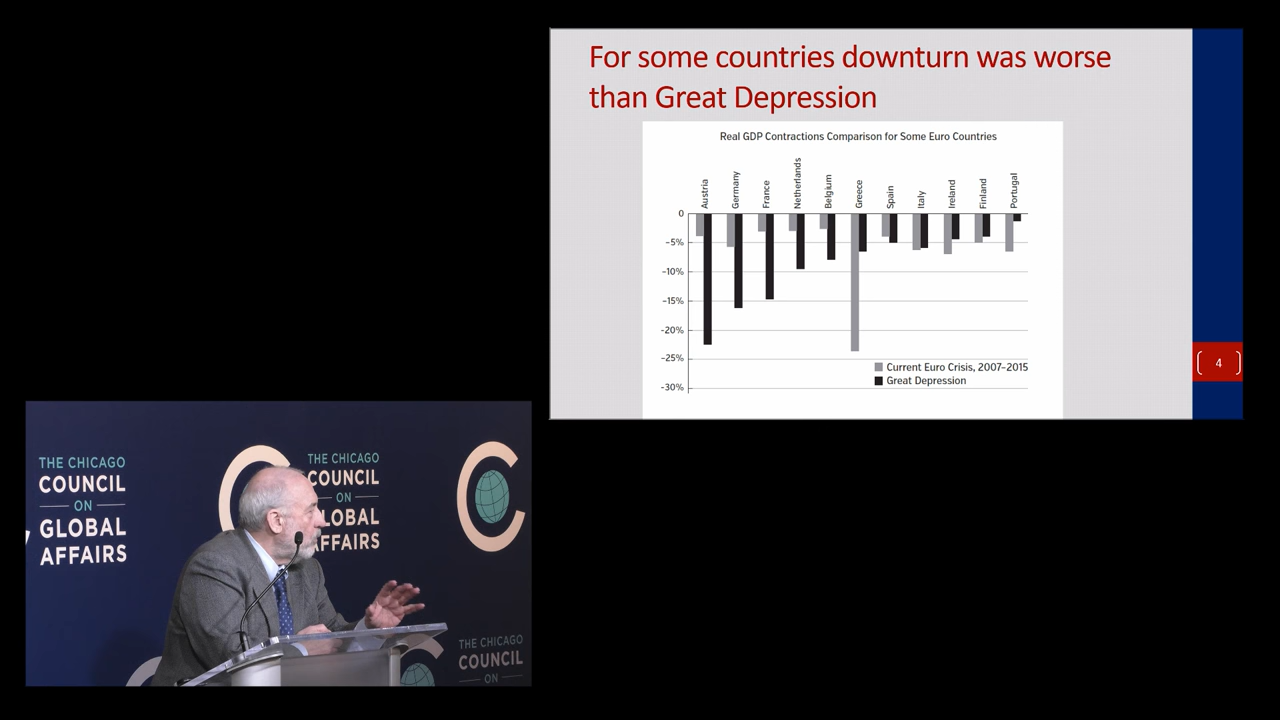 For some countries downturn was worse
than Great Depression
Real GDP Contractions Comparison for Some Euro Countries
Austria
Germany
France
Netherlands
Belgium
Greece
Spain
Italy
Ireland
Finland
Portugal
0
-5%
-10%
-15%
-20%
-25%
-30%
Current Euro Crisis, 2007–2015
Great Depression
4
THE CHICAGO
COUNCIL
ON
GLOBAL
AFFAIRS
THE CHICAGO
COUNCIL
ON
GLOBAL
AFFAIRS
THE CHICAGO
COUNCIL
ON